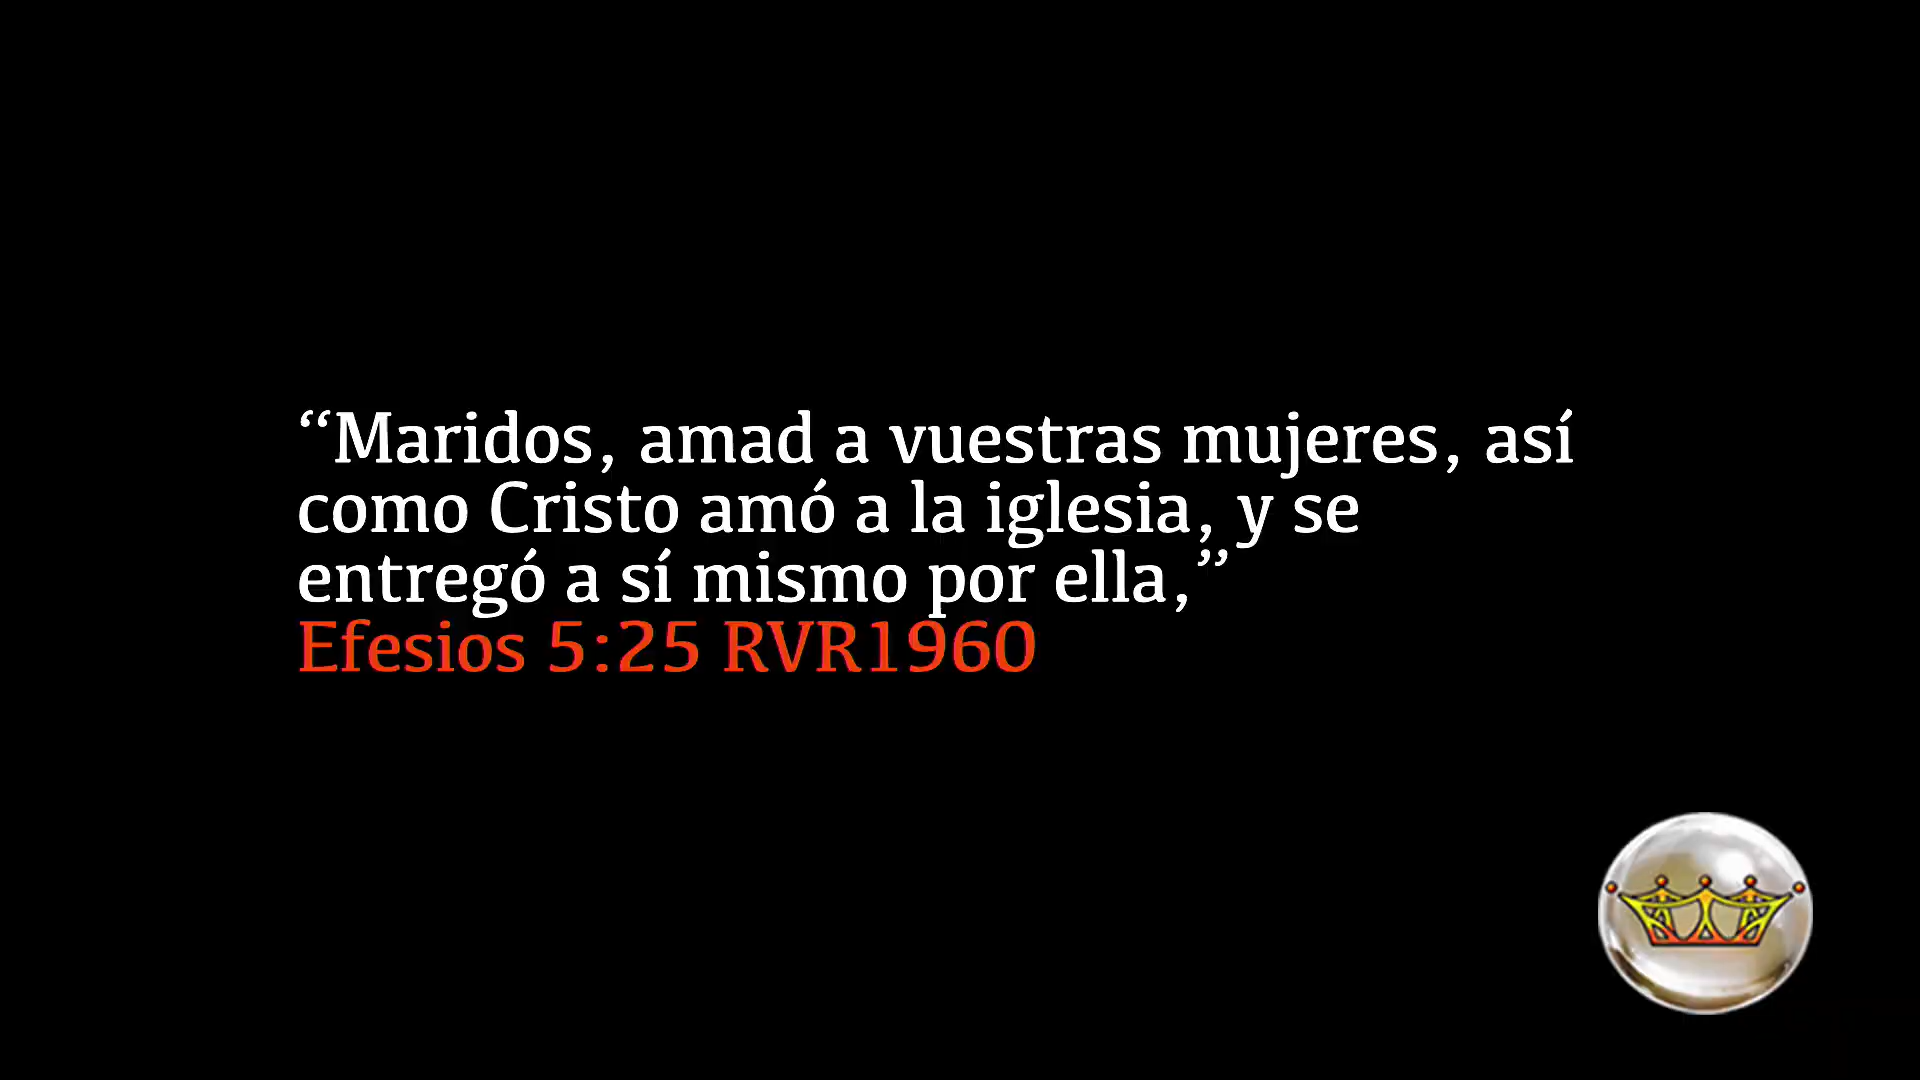 “Maridos, amad a vuestras mujeres, así
como Cristo amó a la iglesia, y se
entregó a sí mismo por ella,”
Efesios 5:25 RVR1960